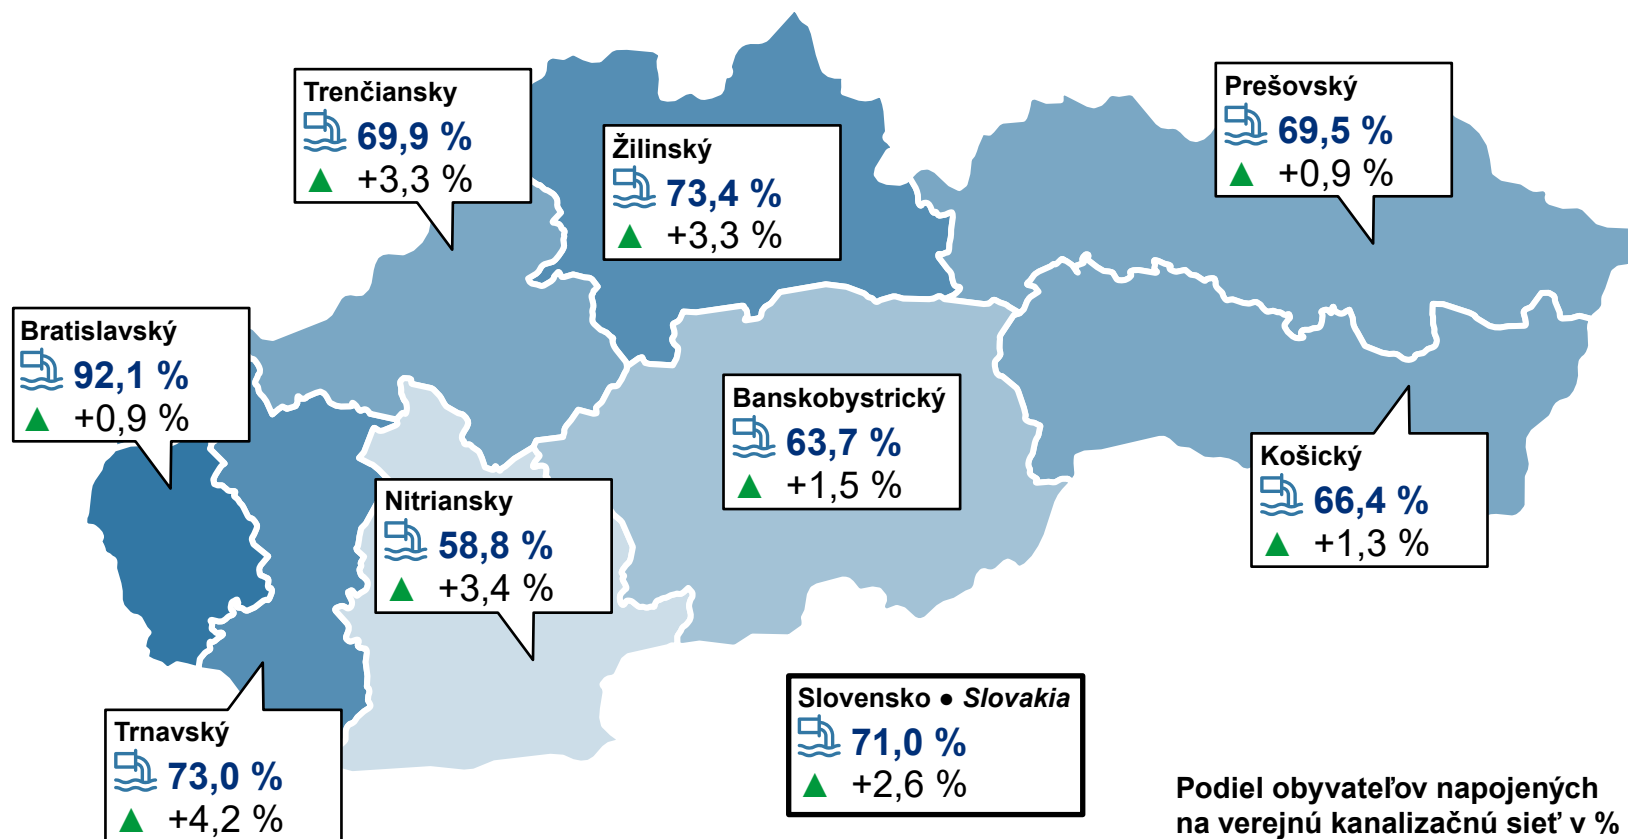 Trenčiansky
69,9 %
+3,3 %
Žilinský
73,4 %
+3,3 %
Prešovský
69,5 %
+0,9 %
Bratislavský
92,1 %
+0,9 %
Banskobystrický
63,7 %
+1,5 %
Košický
66,4 %
+1,3 %
Nitriansky
58,8 %
+3,4 %
Trnavský
73,0 %
+4,2 %
Slovensko ● Slovakia
71,0 %
+2,6 %
Podiel obyvateľov napojených
na verejnú kanalizačnú sieť v %